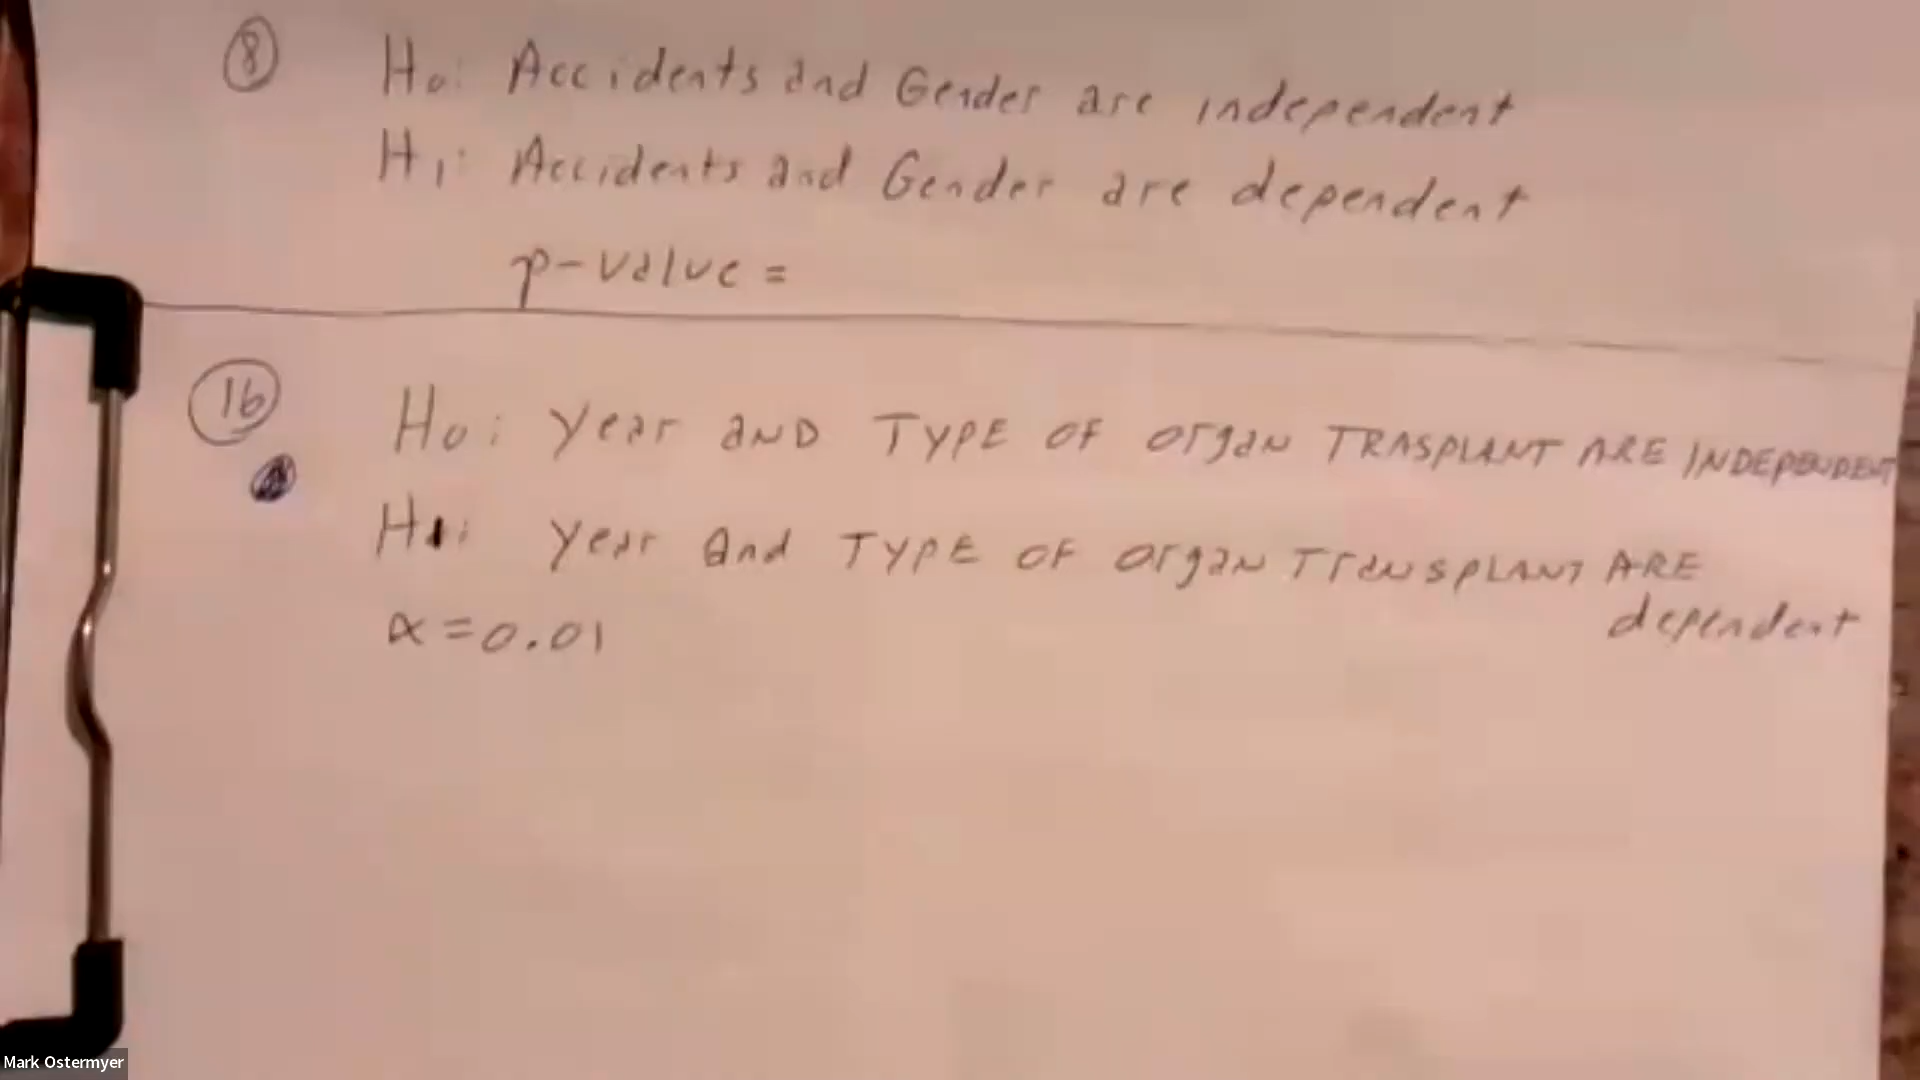 8 H0: Accidents and Gender are independent
H1: Accidents and Gender are dependent
p-value =
16 H0: Year AND TYPE OF Organ TRASPLANT ARE INDEPENDENT
H1: Year And TYPE OF Organ TransPLANT ARE
dependent
α = 0.01
Mark Ostermyer